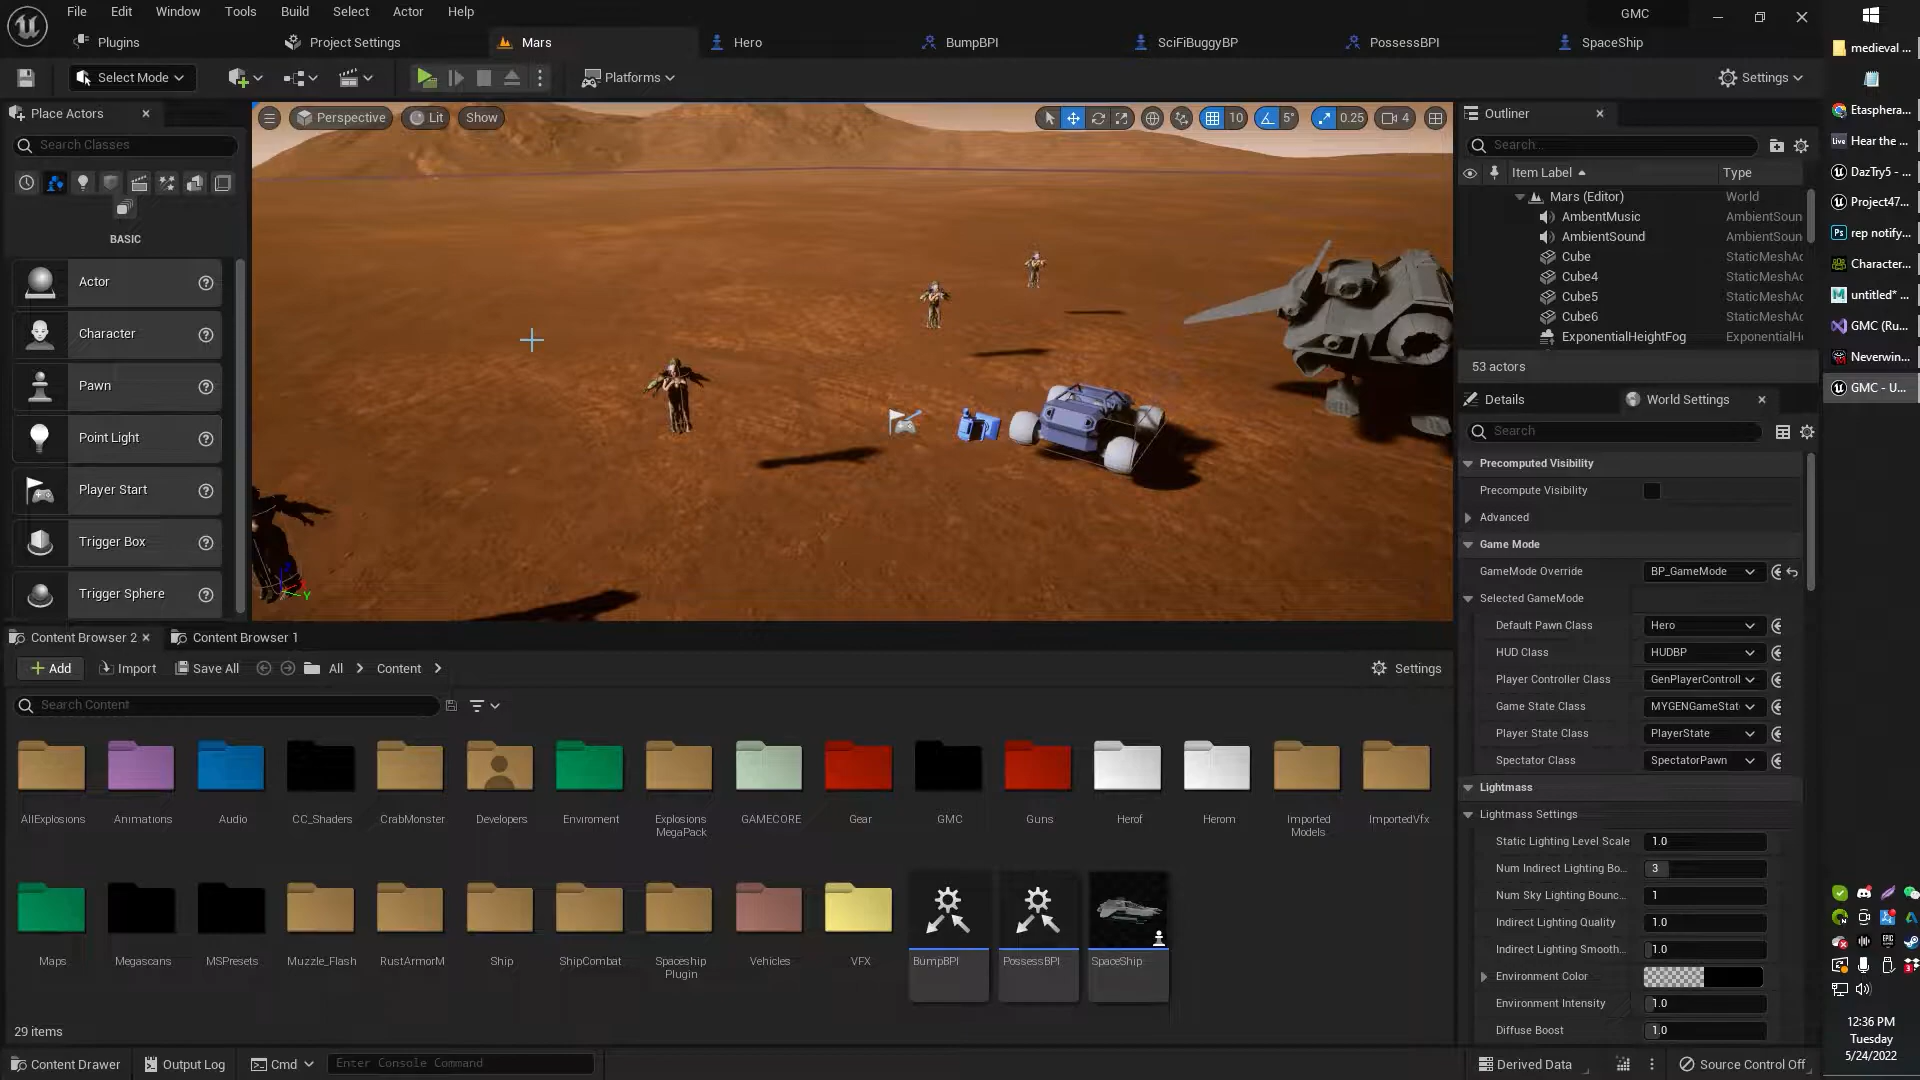 File Edit Window Tools Build Select Actor Help
GMC
Plugins
Project Settings
Mars
Hero
BumpBPI
SciFiBuggyBP
PossessBPI
SpaceShip
Select Mode
Platforms
Settings
Place Actors
Search Classes
BASIC
Actor
Character
Pawn
Point Light
Player Start
Trigger Box
Trigger Sphere
Perspective
Lit
Show
10
5°
0.25
4
Y
Outliner
Search...
Item Label
Type
Mars (Editor) World
AmbentMusic AmbientSoun
AmbientSound AmbientSoun
Cube StaticMeshAc
Cube4 StaticMeshAc
Cube5 StaticMeshAc
Cube6 StaticMeshAc
ExponentialHeightFog ExponentialHe
53 actors
Details
World Settings
Search
Precomputed Visibility
Precompute Visibility
Advanced
Game Mode
GameMode Override BP_GameMode
Selected GameMode
Default Pawn Class Hero
HUD Class HUDBP
Player Controller Class GenPlayerControll
Game State Class MYGENGameStat
Player State Class PlayerState
Spectator Class SpectatorPawn
Lightmass
Lightmass Settings
Static Lighting Level Scale 1.0
Num Indirect Lighting Bo... 3
Num Sky Lighting Bounc... 1
Indirect Lighting Quality 1.0
Indirect Lighting Smooth... 1.0
Environment Color
Environment Intensity 1.0
Diffuse Boost 1.0
Content Browser 2
Content Browser 1
Add
Import
Save All
All
Content
Settings
Search Content
AllExplosions
Animations
Audio
CC_Shaders
CrabMonster
Developers
Enviroment
Explosions
MegaPack
GAMECORE
Gear
GMC
Guns
Herof
Herom
Imported
Models
ImportedVfx
Maps
Megascans
MSPresets
Muzzle_Flash
RustArmorM
Ship
ShipCombat
Spaceship
Plugin
Vehicles
VFX
BumpBPI
PossessBPI
SpaceShip
29 items
Content Drawer
Output Log
Cmd
Enter Console Command
Derived Data
Source Control Off
medieval ...
Etasphera...
Live Hear the ...
DazTry5 - ...
Project47...
Ps rep notify...
Character...
M untitled* ...
GMC (Ru...
Neverwin...
GMC - U...
12:36 PM
Tuesday
5/24/2022